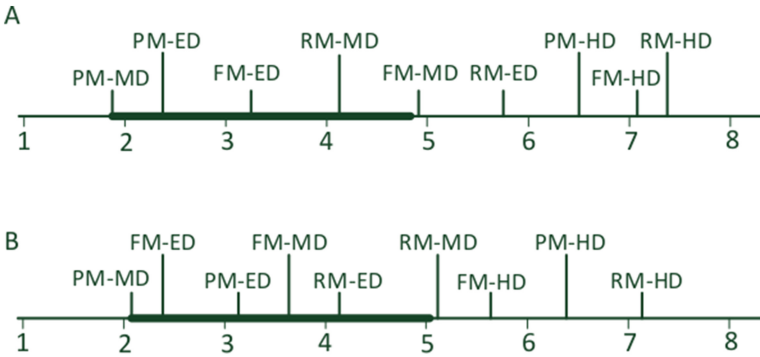 A
PM-ED RM-MD PM-HD RM-HD
PM-MD FM-ED FM-MD RM-ED FM-HD
1 2 3 4 5 6 7 8
B
FM-ED FM-MD RM-MD PM-HD
PM-MD PM-ED RM-ED FM-HD RM-HD
1 2 3 4 5 6 7 8